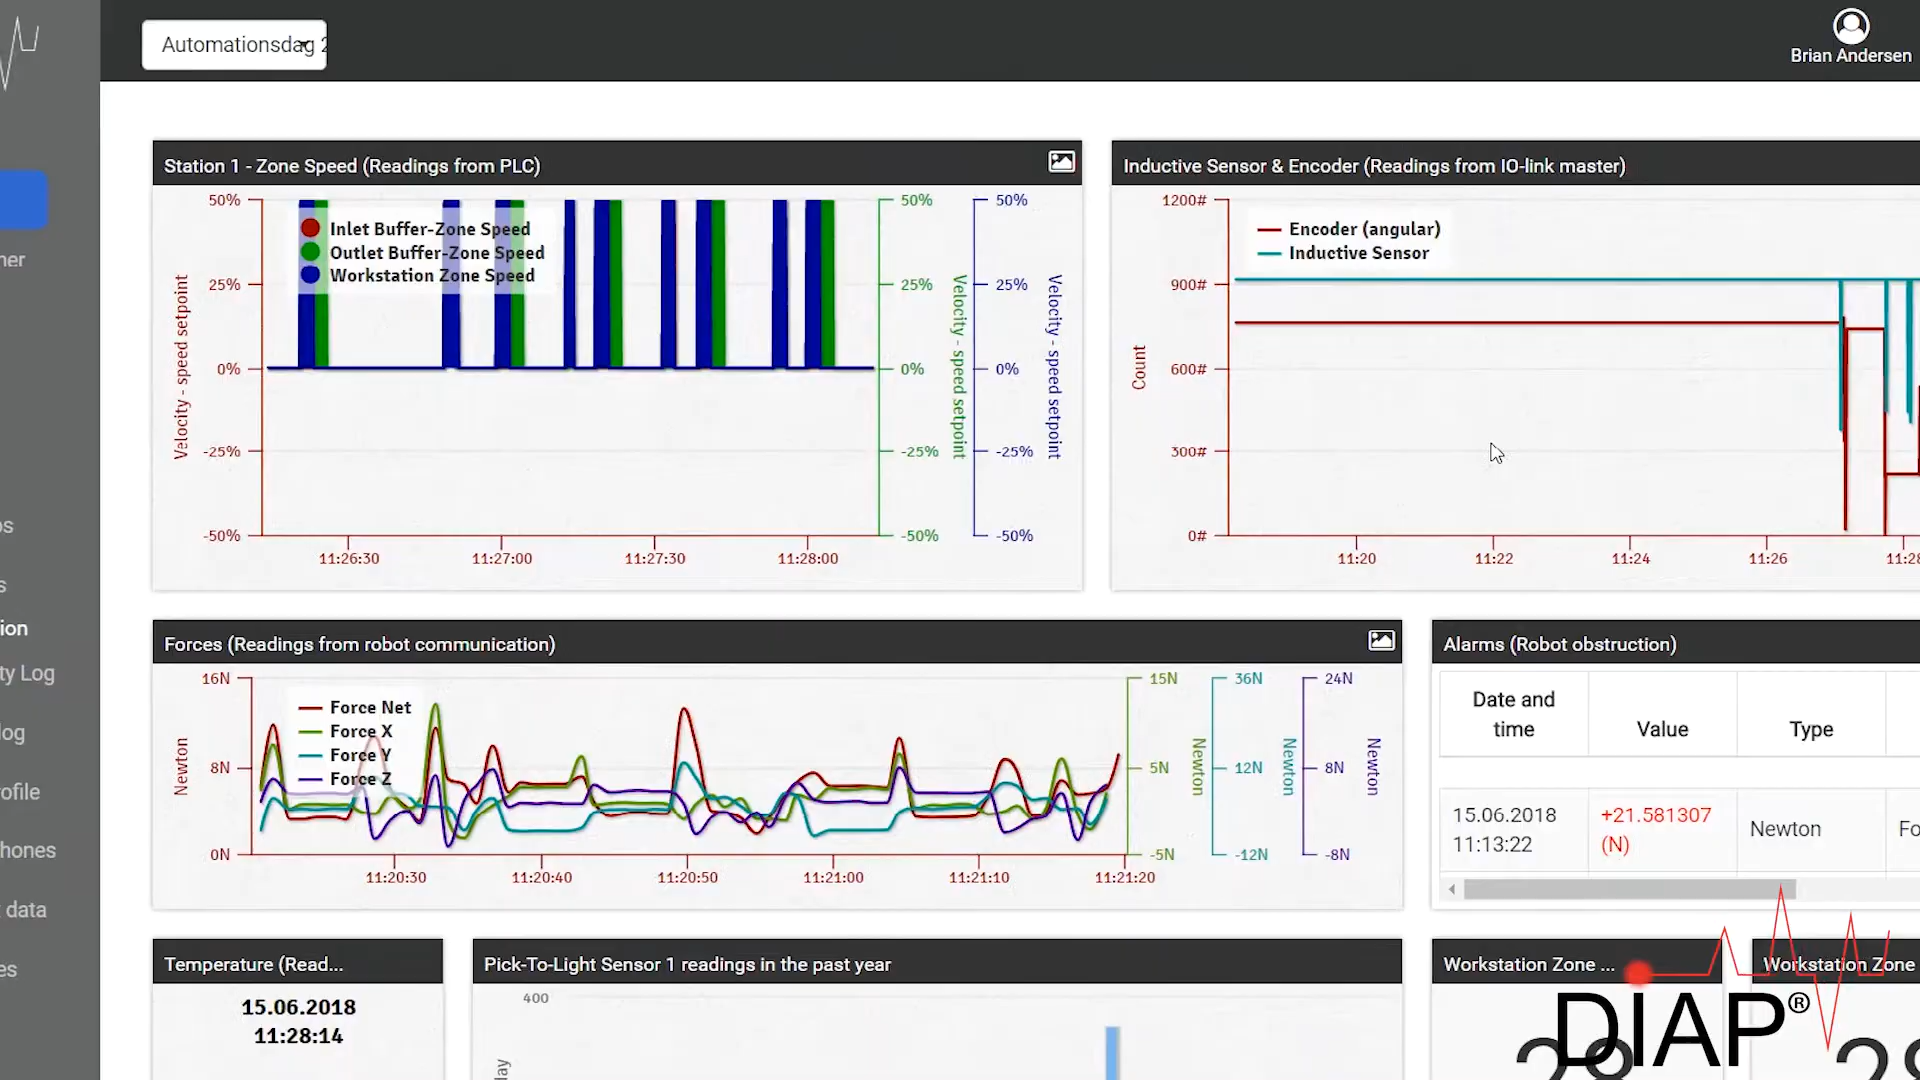 Automationsdag
Brian Andersen
Station 1 - Zone Speed (Readings from PLC)
50%
25%
0%
-25%
-50%
Velocity - speed setpoint
Inlet Buffer-Zone Speed
Outlet Buffer-Zone Speed
Workstation Zone Speed
50%
25%
0%
-25%
-50%
Velocity - speed setpoint
50%
25%
0%
-25%
-50%
Velocity - speed setpoint
11:26:30
11:27:00
11:27:30
11:28:00
Inductive Sensor & Encoder (Readings from IO-link master)
1200#
900#
600#
300#
0#
Count
Encoder (angular)
Inductive Sensor
11:20
11:22
11:24
11:26
11:28
ion
ty Log
log
rofile
hones
data
es
Forces (Readings from robot communication)
16N
8N
0N
Newton
Force Net
Force X
Force Y
Force Z
15N
5N
-5N
Newton
36N
12N
-12N
Newton
24N
8N
-8N
Newton
11:20:30
11:20:40
11:20:50
11:21:00
11:21:10
11:21:20
Alarms (Robot obstruction)
Date and
time
Value
Type
15.06.2018
11:13:22
+21.581307
(N)
Newton
Fo
Temperature (Read...
15.06.2018
11:28:14
Pick-To-Light Sensor 1 readings in the past year
400
Workstation Zone ...
Workstation Zone
DIAP®